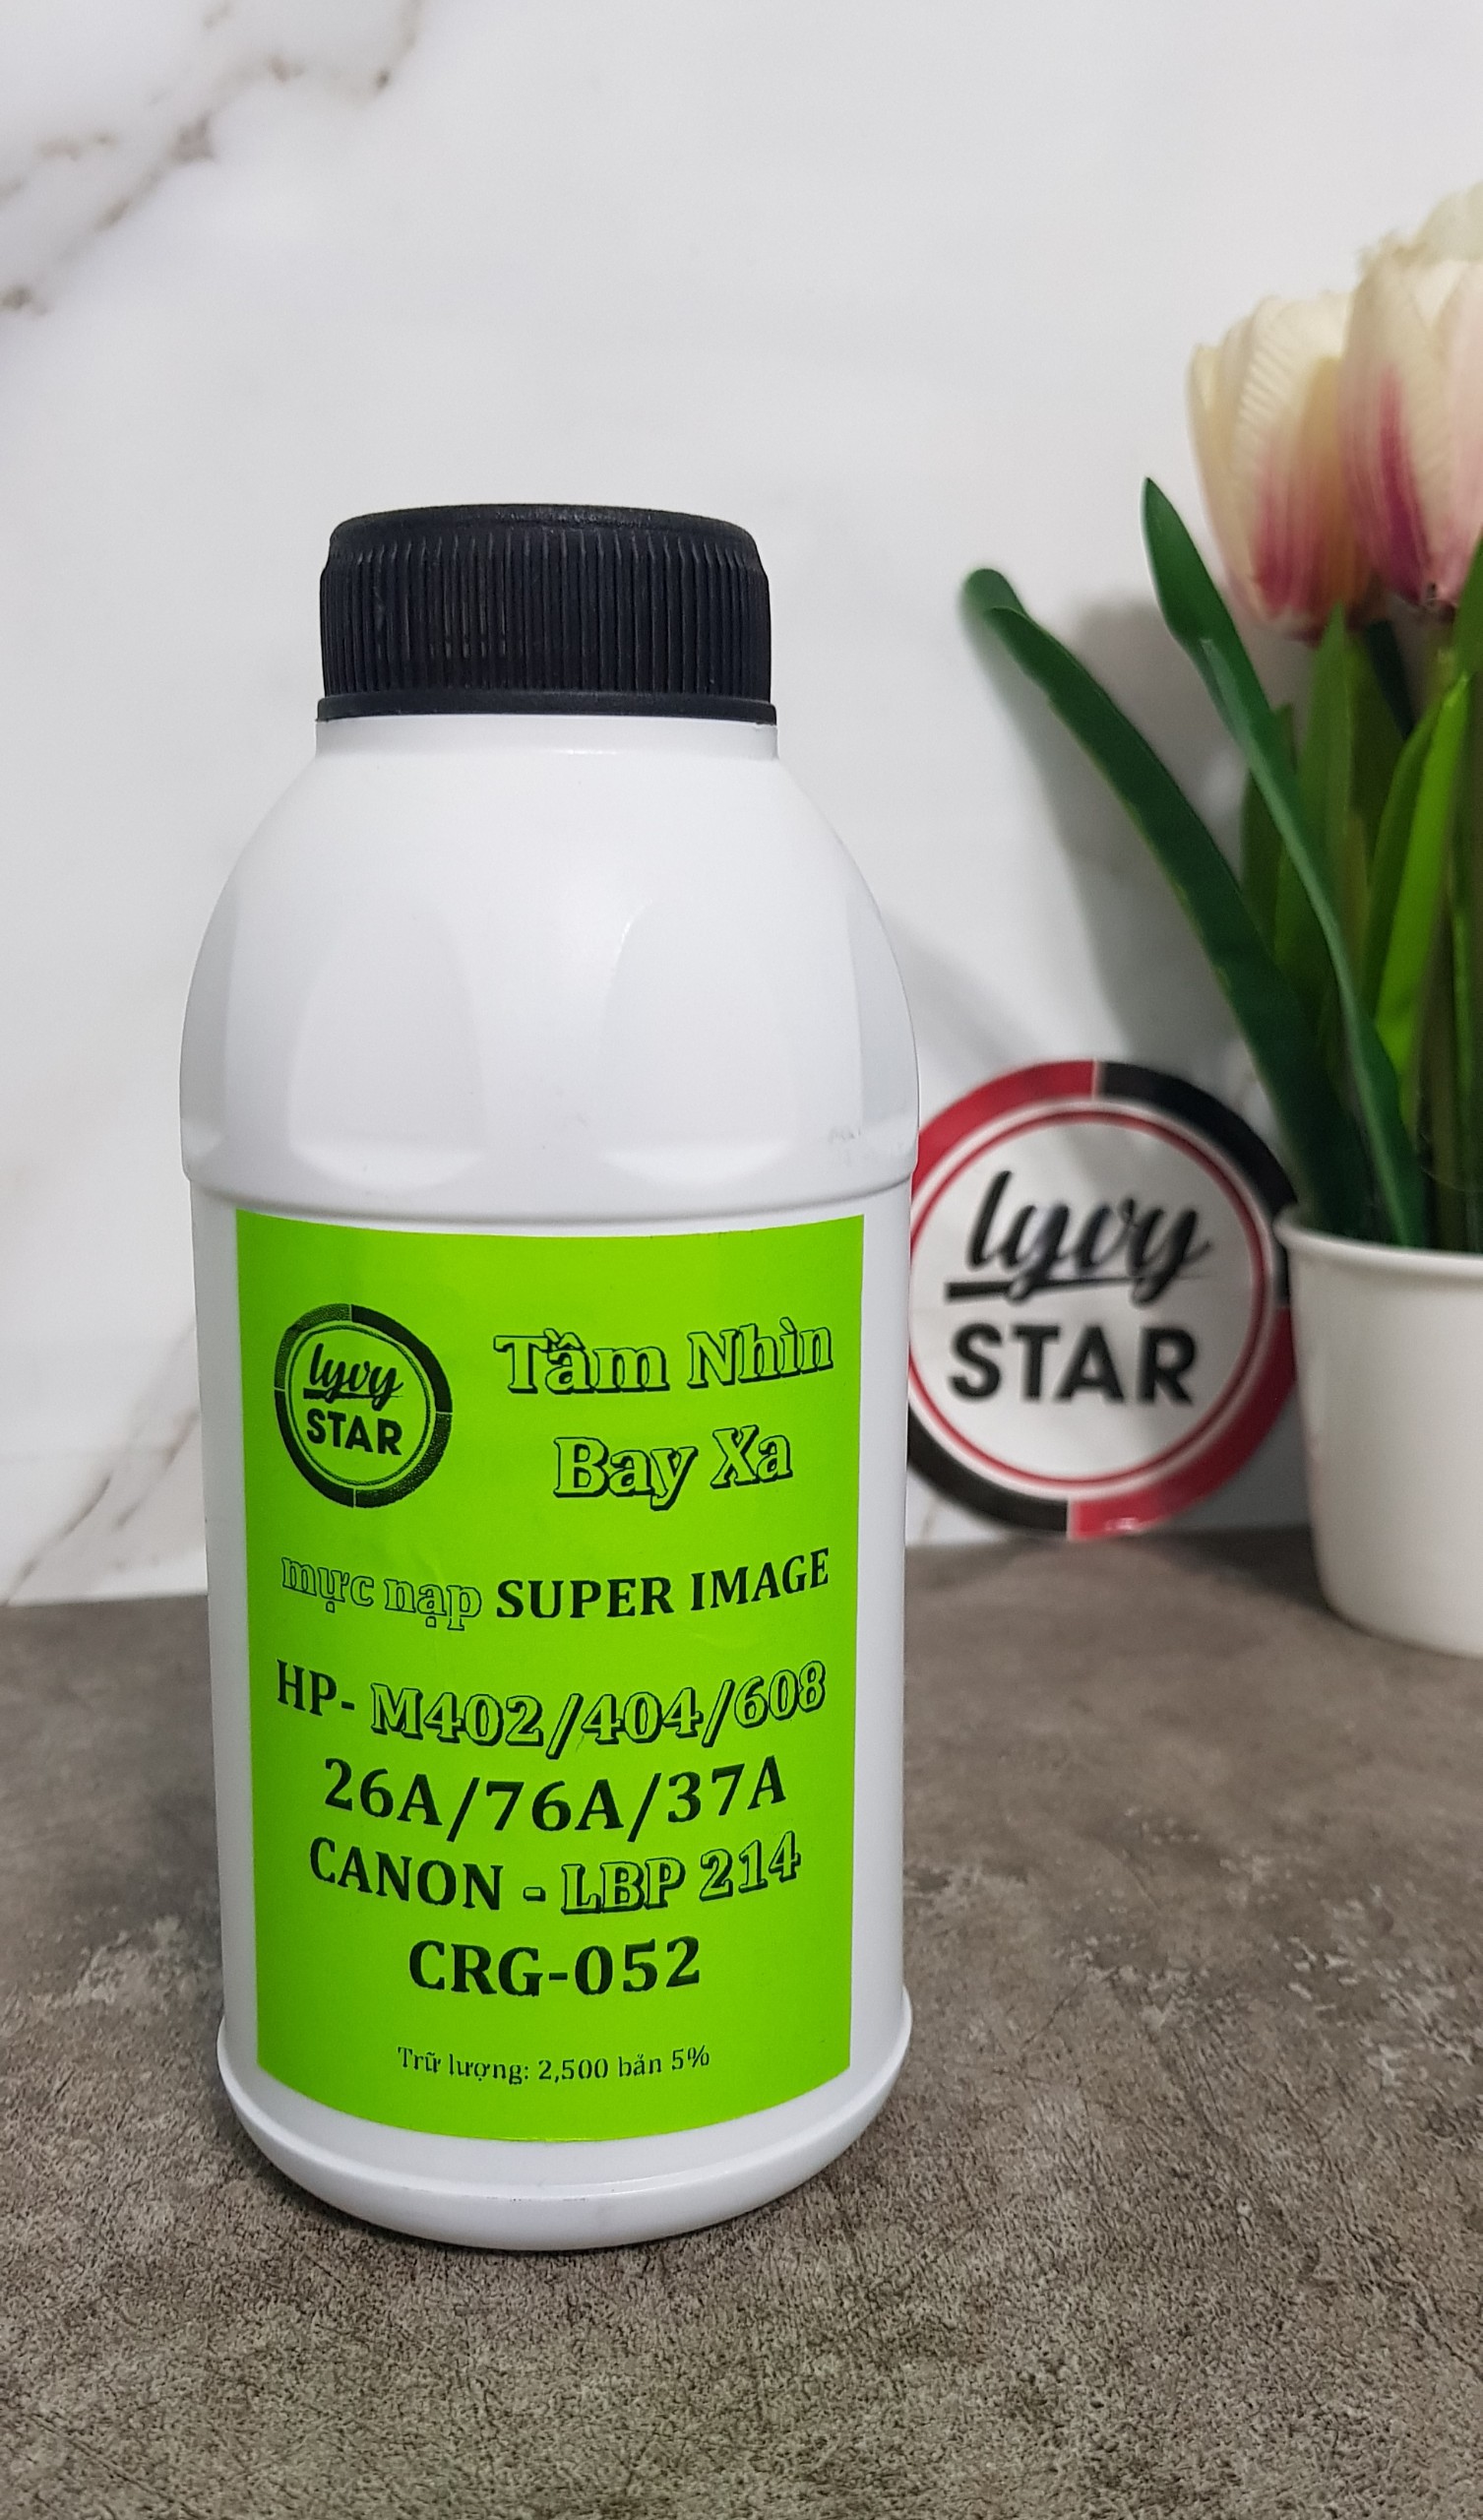 lyvy
STAR
Tầm Nhìn
Bay Xa
mực nạp SUPER IMAGE
HP- M402/404/608
26A/76A/37A
CANON - LBP 214
CRG-052
Trữ lượng: 2,500 bản 5%
lyvy
STAR